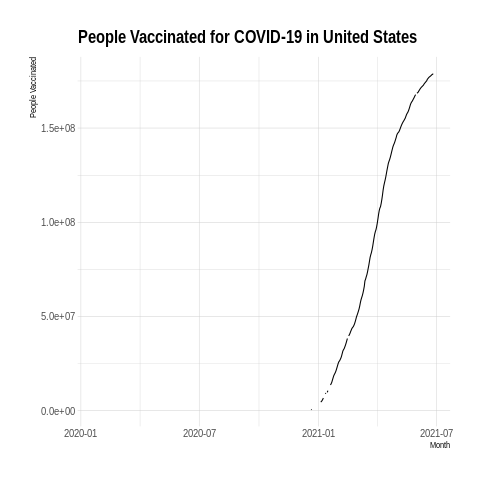 People Vaccinated for COVID-19 in United States
People Vaccinated
1.5e+08
1.0e+08
5.0e+07
0.0e+00
2020-01 2020-07 2021-01 2021-07
Month